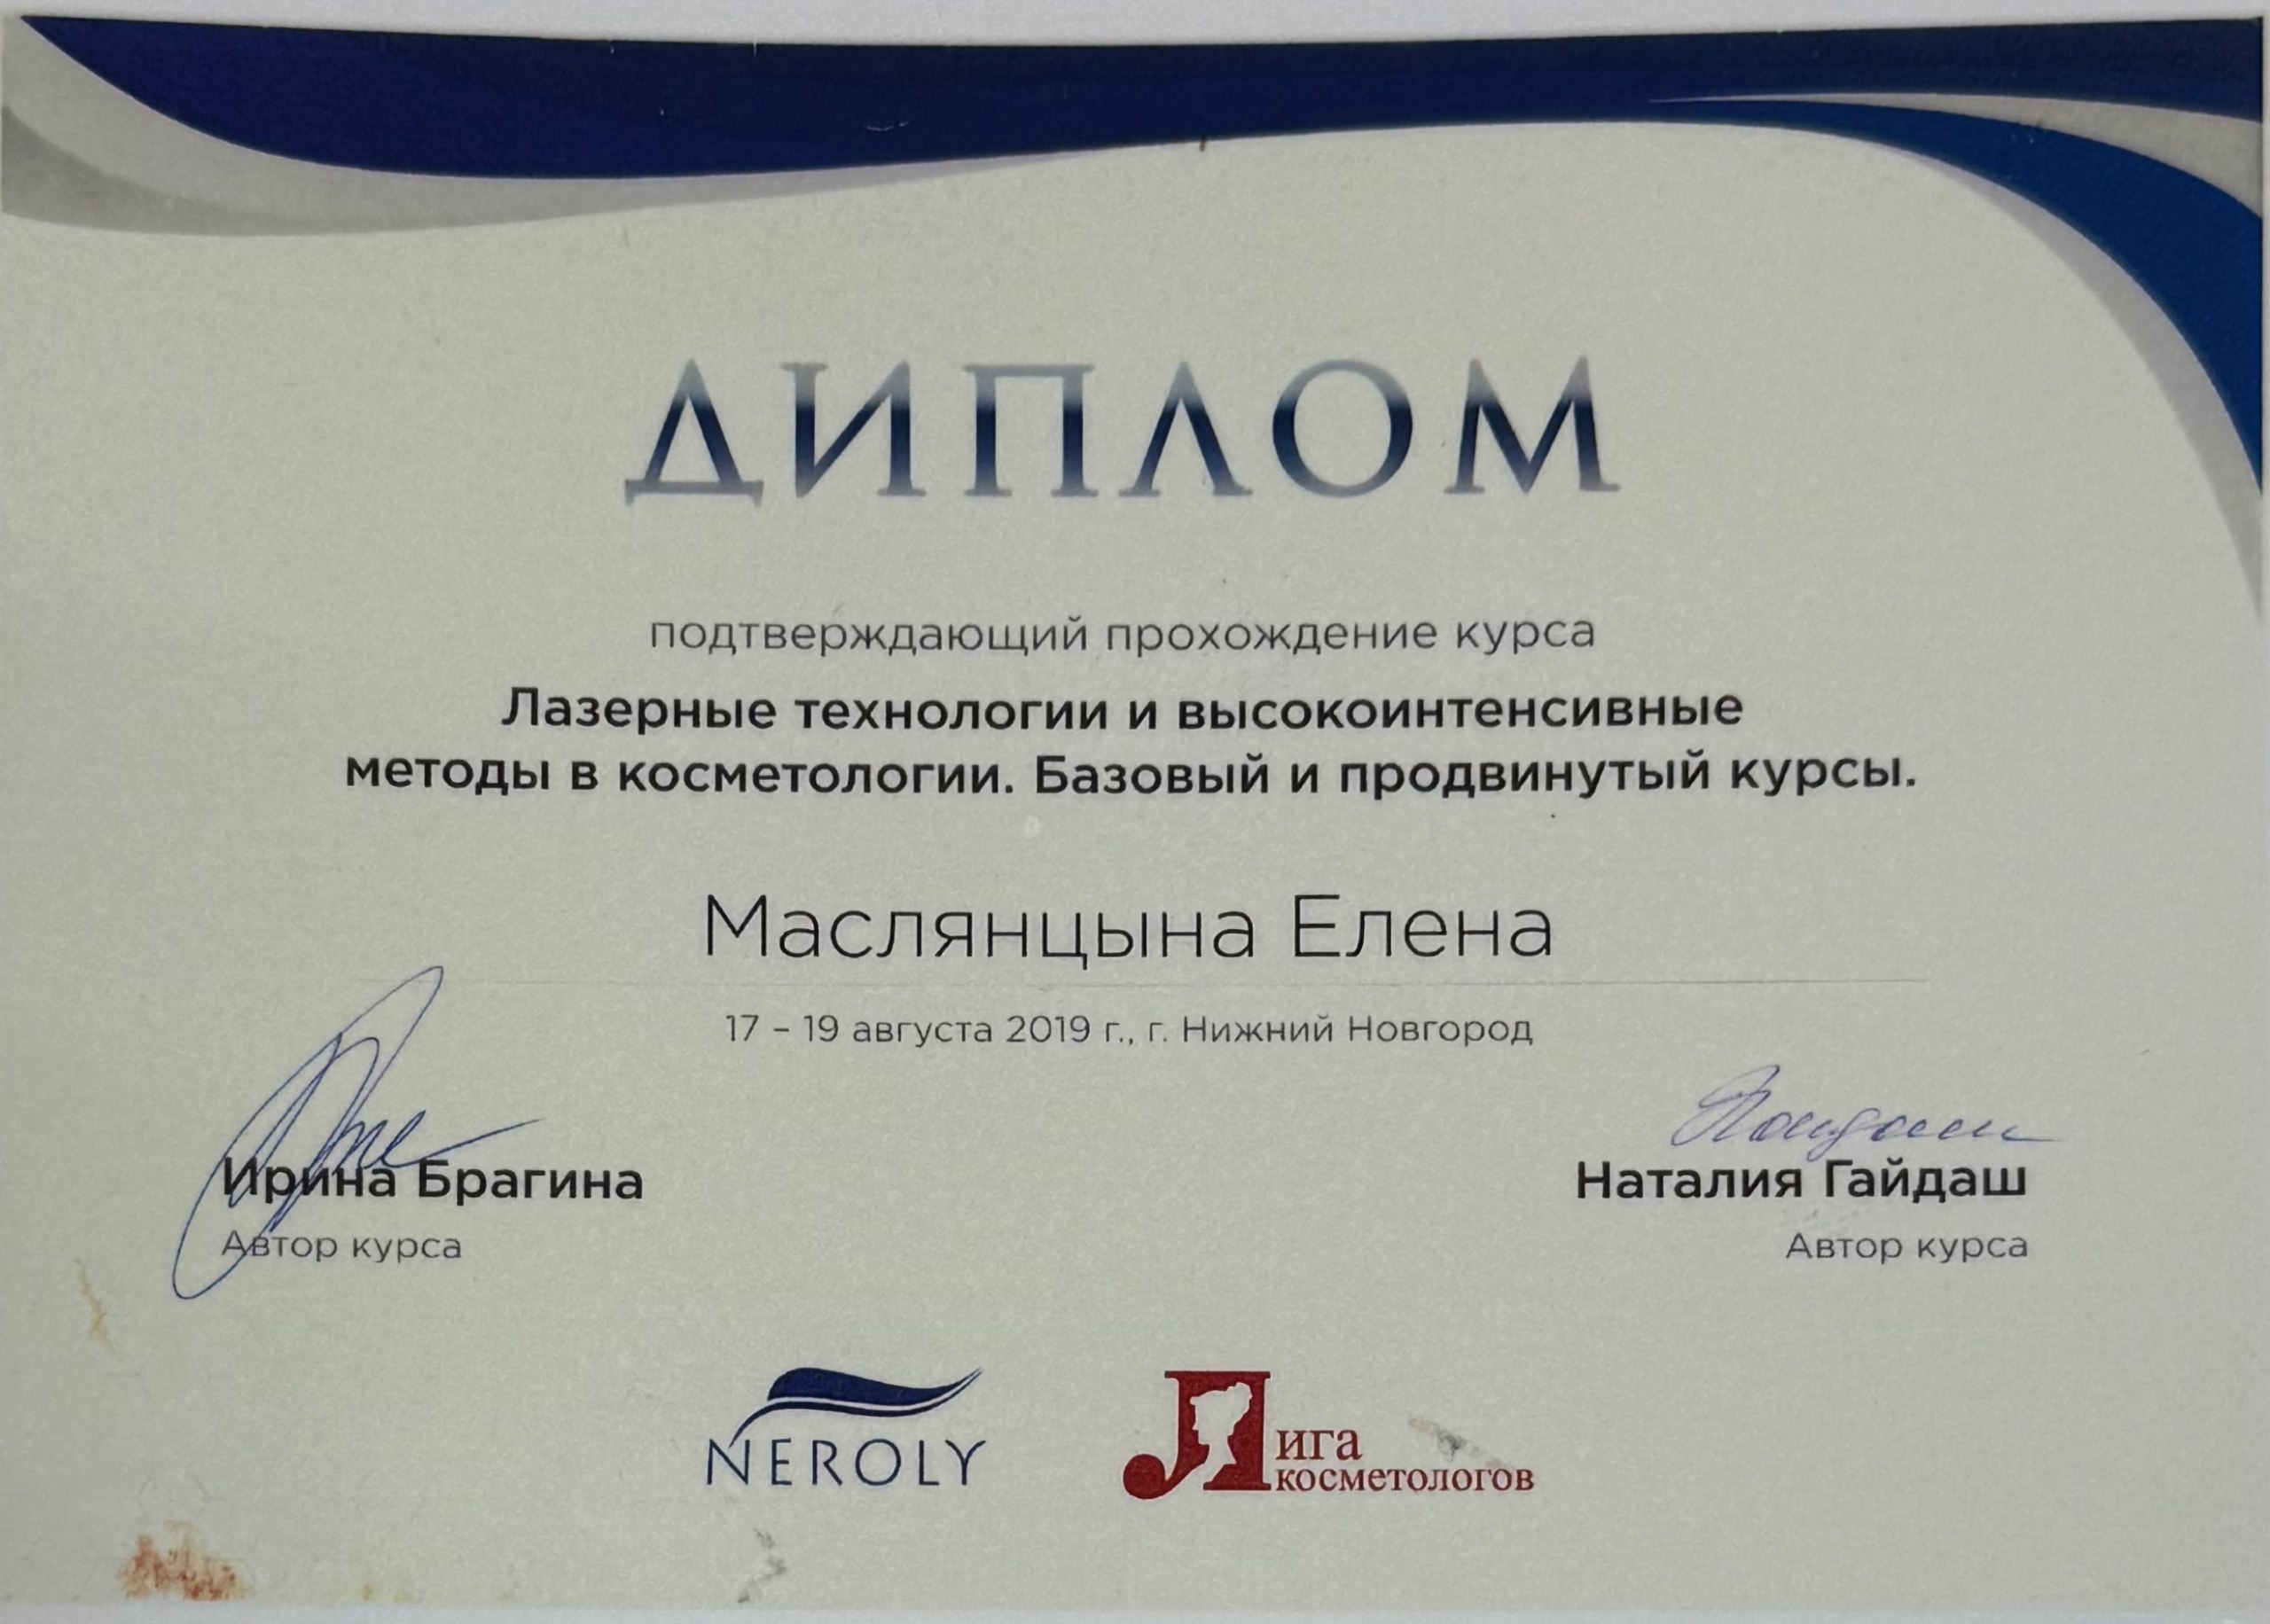 ДИПЛОМ
подтверждающий прохождение курса
Лазерные технологии и высокоинтенсивные
методы в косметологии. Базовый и продвинутый курсы.
Маслянцына Елена
17 – 19 августа 2019 г., г. Нижний Новгород
Ирина Брагина
Автор курса
Наталия Гайдаш
Автор курса
NEROLY
Лига
косметологов